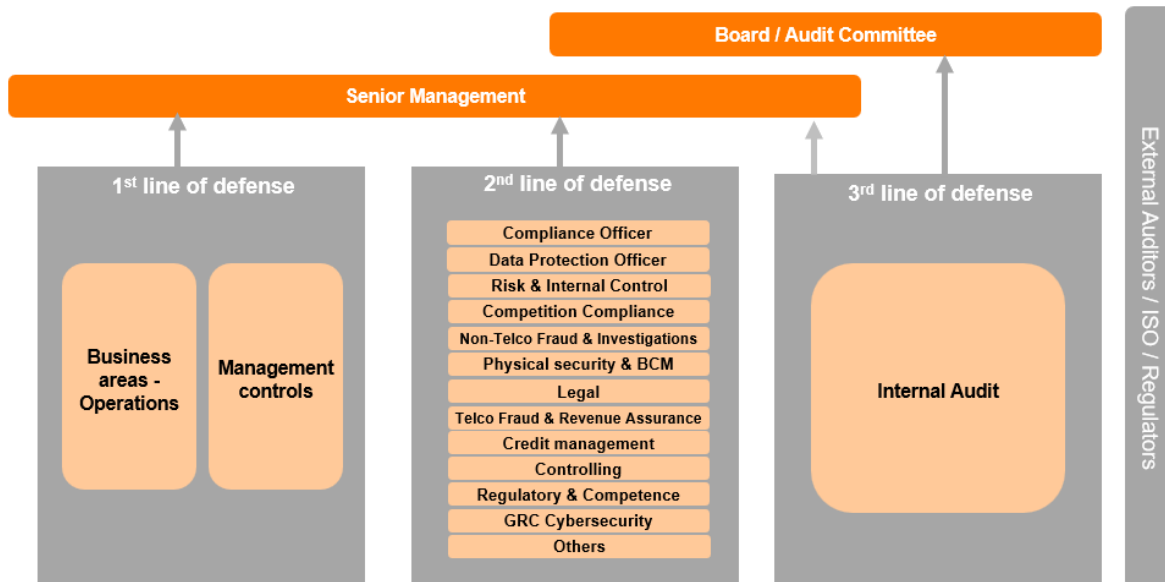 Board / Audit Committee
Senior Management
1st line of defense
Business
areas -
Operations
Management
controls
2nd line of defense
Compliance Officer
Data Protection Officer
Risk & Internal Control
Competition Compliance
Non-Telco Fraud & Investigations
Physical security & BCM
Legal
Telco Fraud & Revenue Assurance
Credit management
Controlling
Regulatory & Competence
GRC Cybersecurity
Others
3rd line of defense
Internal Audit
External Auditors / ISO / Regulators